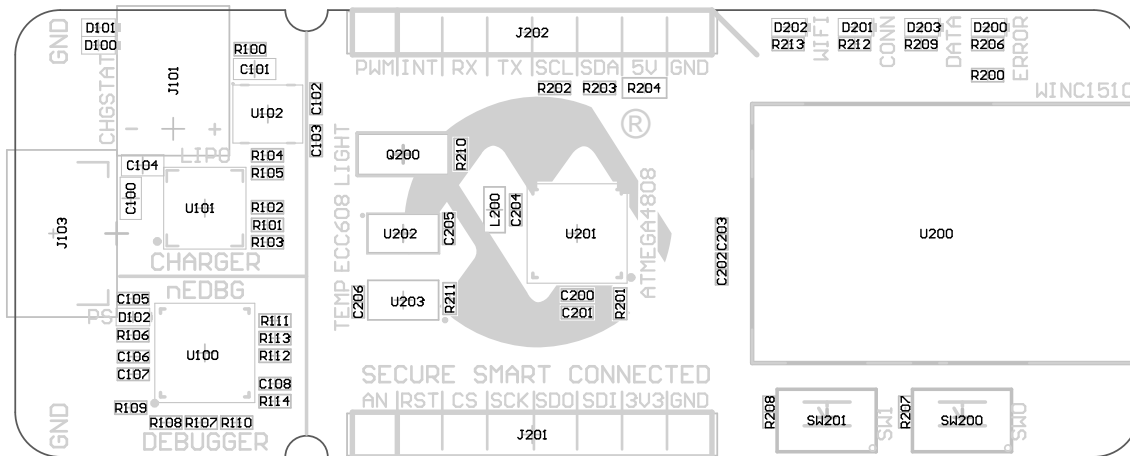 GND
D101
D100
CHGSTAT
J101
LIPO
R100
C101
U102
C102
C103
R104
R105
C104
C100
U101
R102
R101
R103
J103
CHARGER
nEDBG
PS
C105
D102
R106
C106
C107
U100
R111
R113
R112
C108
R114
R109
R108 R107 R110
DEBUGGER
GND
J202
PWM INT RX TX SCL SDA 5V GND
R202 R203 R204
®
TEMP ECC608 LIGHT
Q200
R210
L200
C204
U202
C205
U201
ATMEGA4808
U203
C206
R211
C200
C201
R201
C203
C202
SECURE SMART CONNECTED
AN RST CS SCK SDO SDI 3V3 GND
J201
D202
R213
WIFI
D201
R212
CONN
D203
R209
DATA
D200
R206
ERROR
R200
WINC1510
U200
R208
SW201
SW1
R207
SW200
SW0